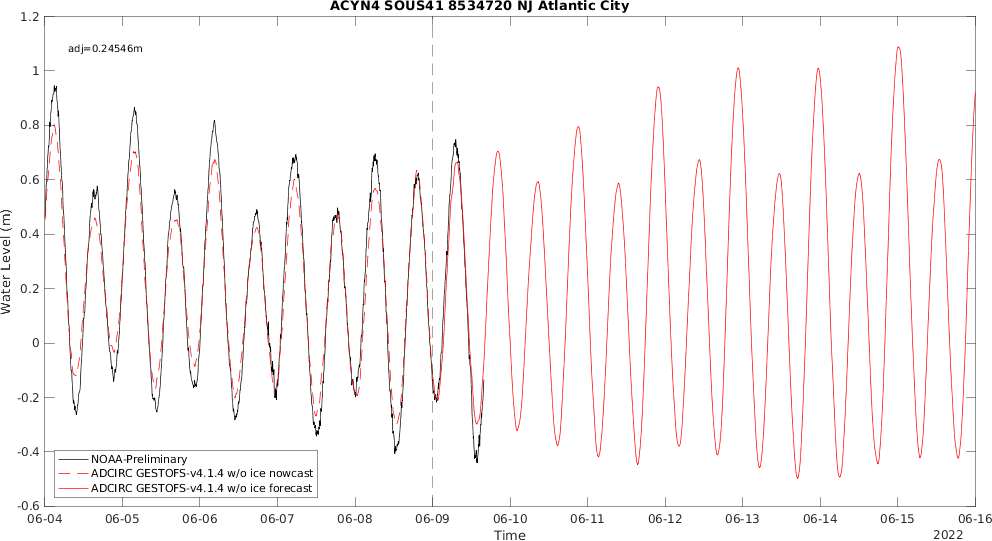 ACYN4 SOUS41 8534720 NJ Atlantic City
adj=0.24546m
1.2
1
0.8
0.6
0.4
0.2
0
-0.2
-0.4
-0.6
Water Level (m)
NOAA-Preliminary
ADCIRC GESTOFS-v4.1.4 w/o ice nowcast
ADCIRC GESTOFS-v4.1.4 w/o ice forecast
06-04 06-05 06-06 06-07 06-08 06-09 06-10 06-11 06-12 06-13 06-14 06-15 06-16
Time
2022